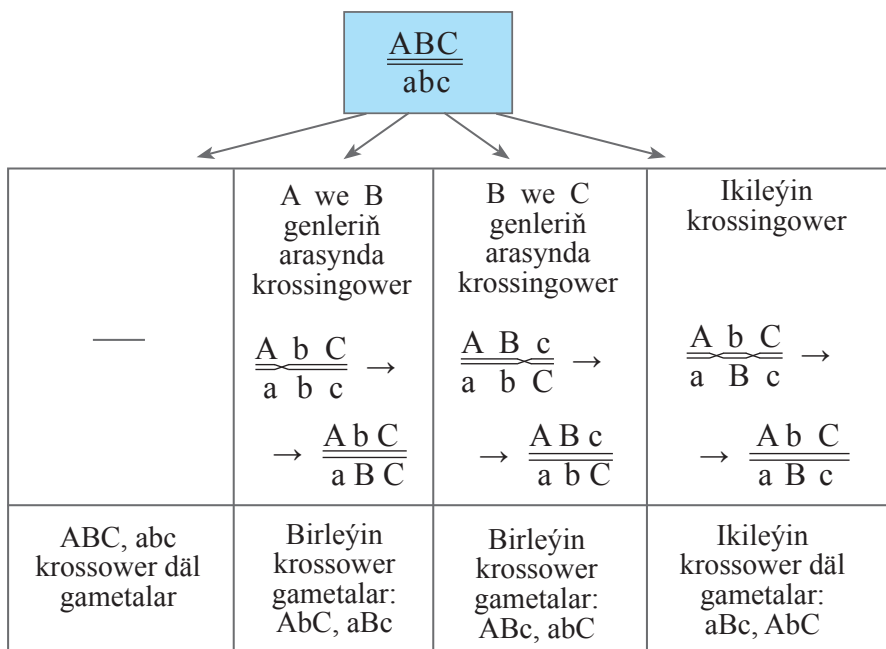 ABC
abc
A we B
genleriň
arasynda
krossingower
A b C
a b c →
→ A b C
a B C
B we C
genleriň
arasynda
krossingower
A B c →
a b C
→ A B c
a b C
Ikileýin
krossingower
A b C →
a B c
→ A b C
a B c
ABC, abc
krossower däl
gametalar
Birleýin
krossower
gametalar:
AbC, aBc
Birleýin
krossower
gametalar:
ABc, abC
Ikileýin
krossower däl
gametalar:
aBc, AbC